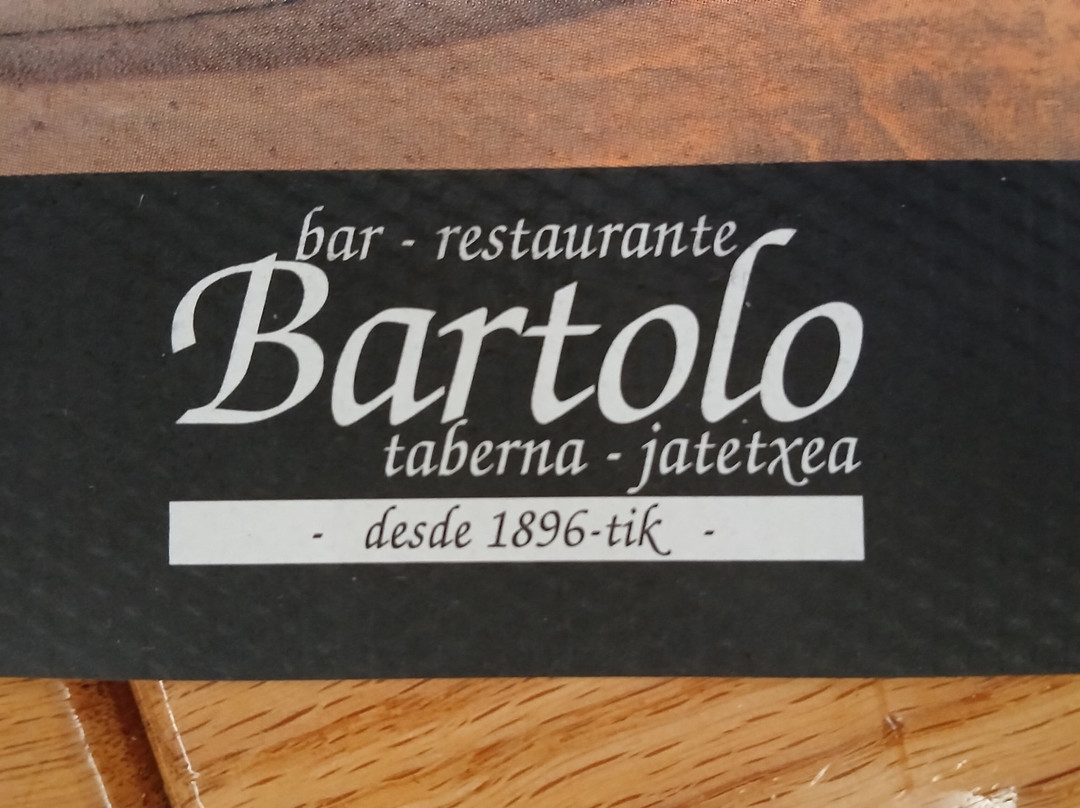 bar - restaurante
Bartolo
taberna - jatetxea
- desde 1896-tik -